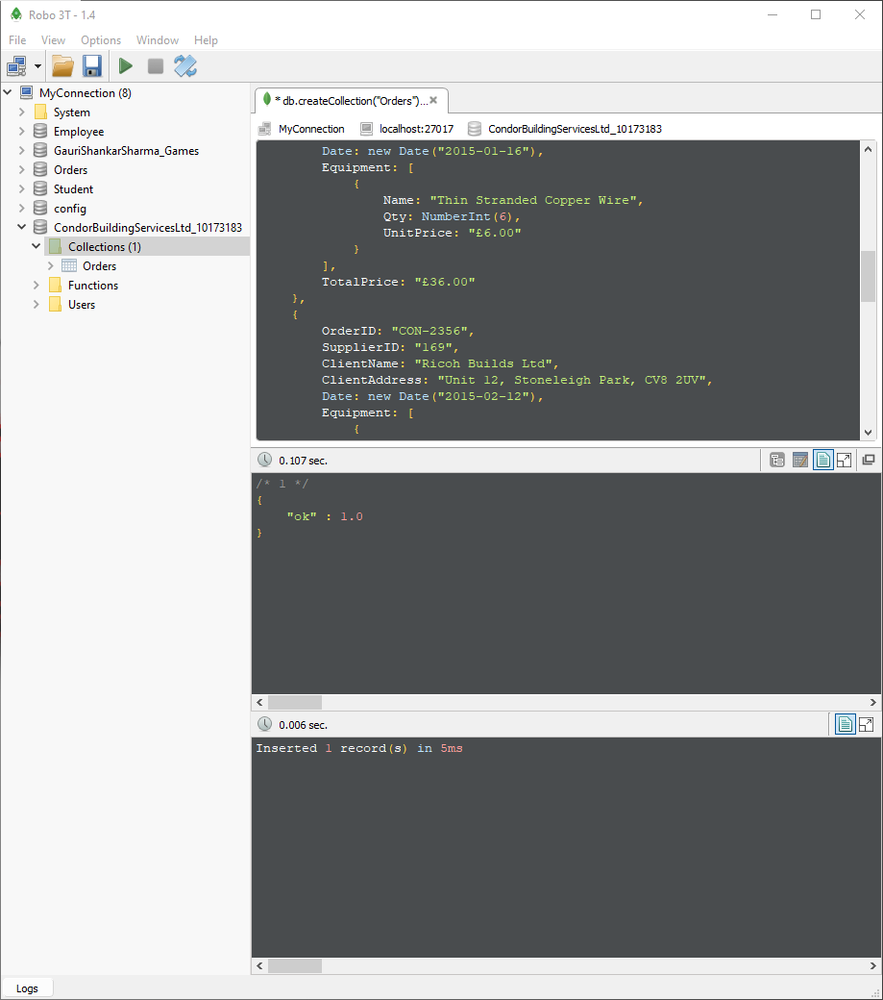 Robo 3T - 1.4
File View Options Window Help
MyConnection (8)
System
Employee
GauriShankarSharma_Games
Orders
Student
config
CondorBuildingServicesLtd_10173183
Collections (1)
Orders
Functions
Users
* db.createCollection("Orders")...
MyConnection localhost:27017 CondorBuildingServicesLtd_10173183
Date: new Date("2015-01-16"),
Equipment: [
{
Name: "Thin Stranded Copper Wire",
Qty: NumberInt(6),
UnitPrice: "£6.00"
}
],
TotalPrice: "£36.00"
},
{
OrderID: "CON-2356",
SupplierID: "169",
ClientName: "Ricoh Builds Ltd",
ClientAddress: "Unit 12, Stoneleigh Park, CV8 2UV",
Date: new Date("2015-02-12"),
Equipment: [
{
0.107 sec.
/* 1 */
{
"ok" : 1.0
}
0.006 sec.
Inserted 1 record(s) in 5ms
Logs